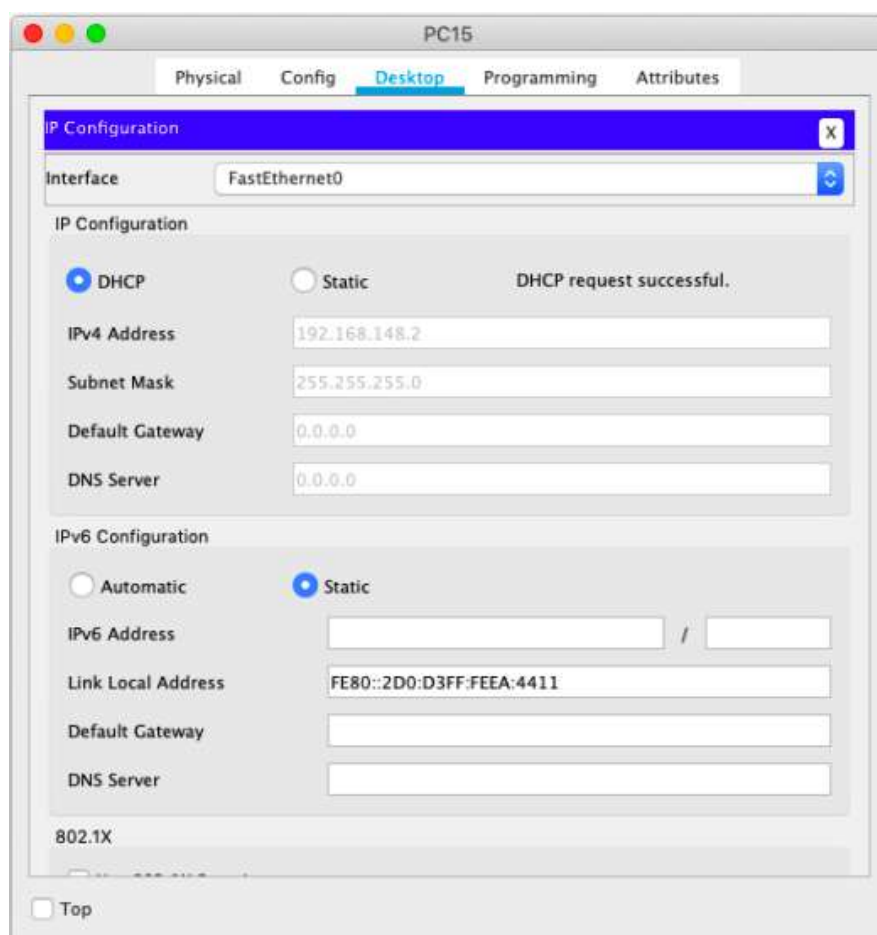 PC15
Physical Config Desktop Programming Attributes
IP Configuration X
Interface FastEthernet0
IP Configuration
DHCP Static DHCP request successful.
IPv4 Address 192.168.148.2
Subnet Mask 255.255.255.0
Default Gateway 0.0.0.0
DNS Server 0.0.0.0
IPv6 Configuration
Automatic Static
IPv6 Address /
Link Local Address FE80::2D0:D3FF:FEEA:4411
Default Gateway
DNS Server
802.1X
Top